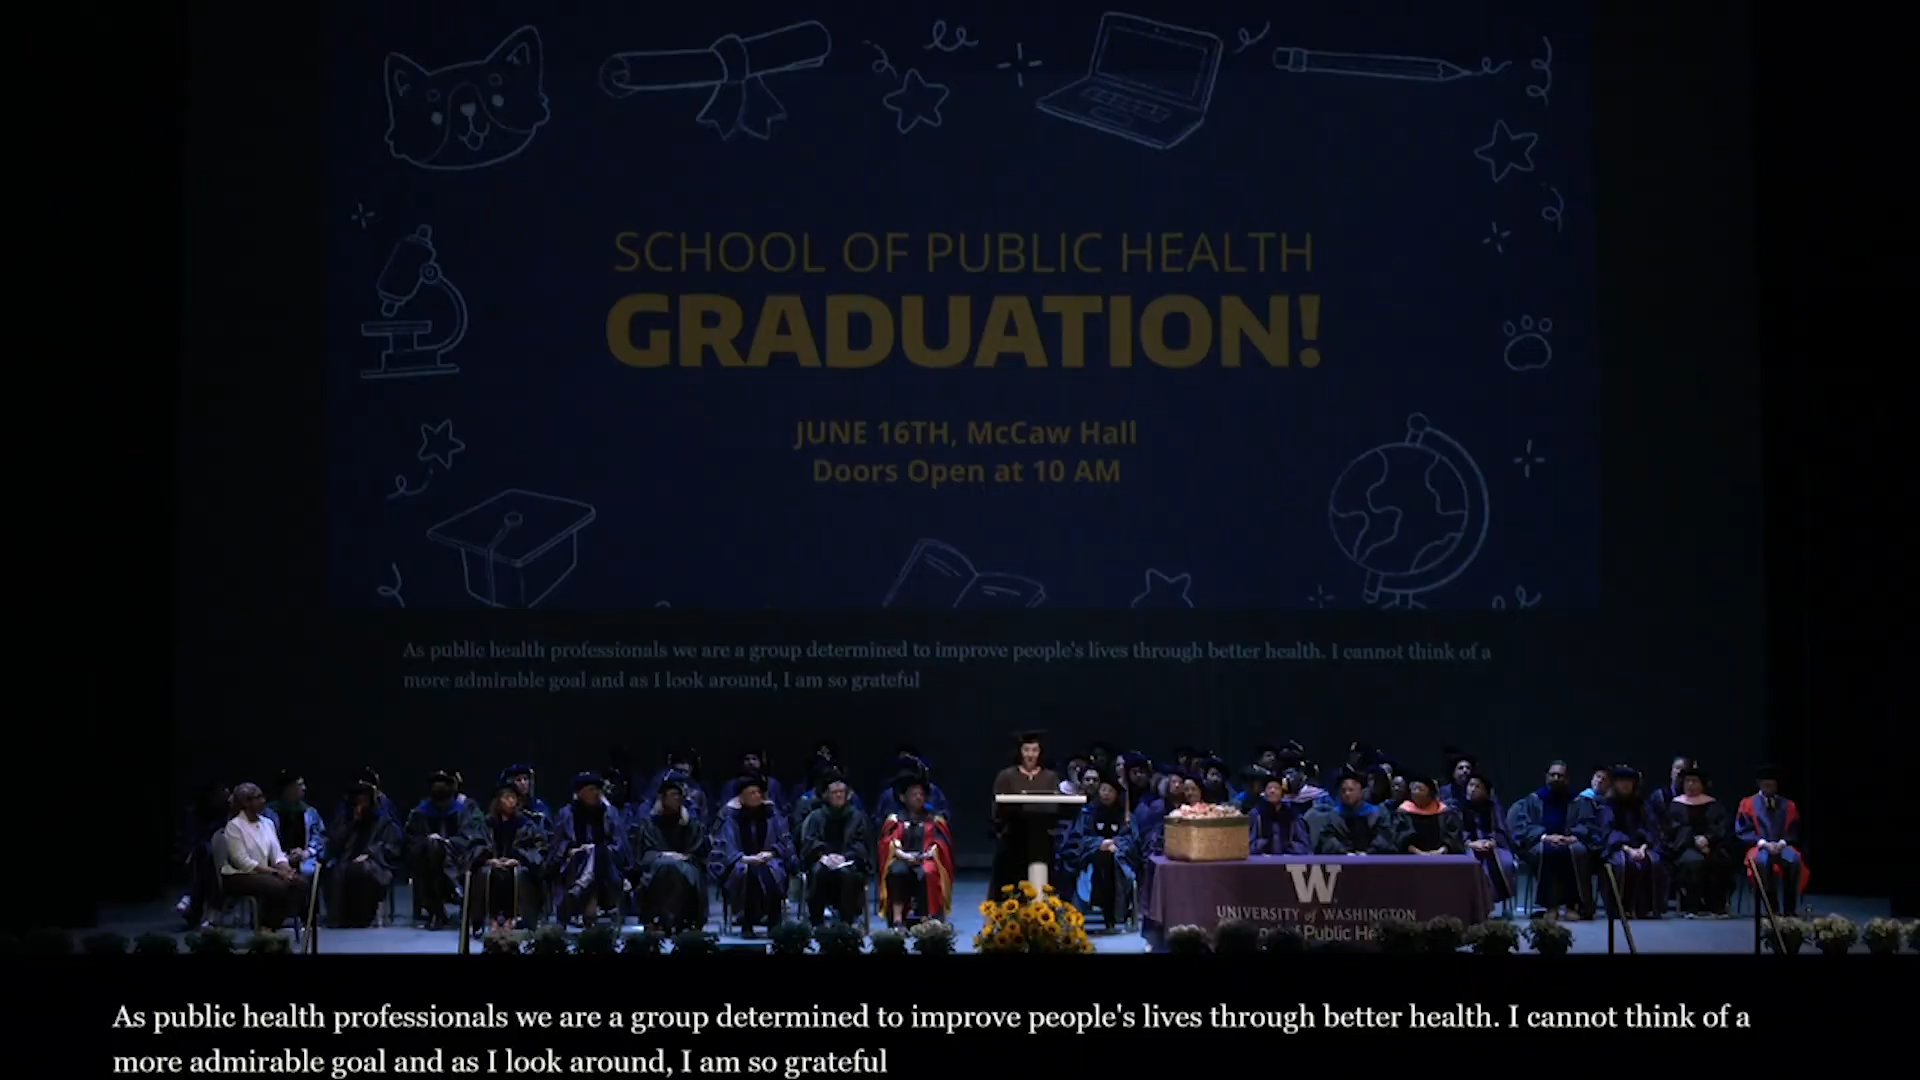 SCHOOL OF PUBLIC HEALTH
GRADUATION!
JUNE 16TH, McCaw Hall
Doors Open at 10 AM
As public health professionals we are a group determined to improve people's lives through better health. I cannot think of a
more admirable goal and as I look around, I am so grateful
W
UNIVERSITY of WASHINGTON
of Public He
As public health professionals we are a group determined to improve people's lives through better health. I cannot think of a
more admirable goal and as I look around, I am so grateful